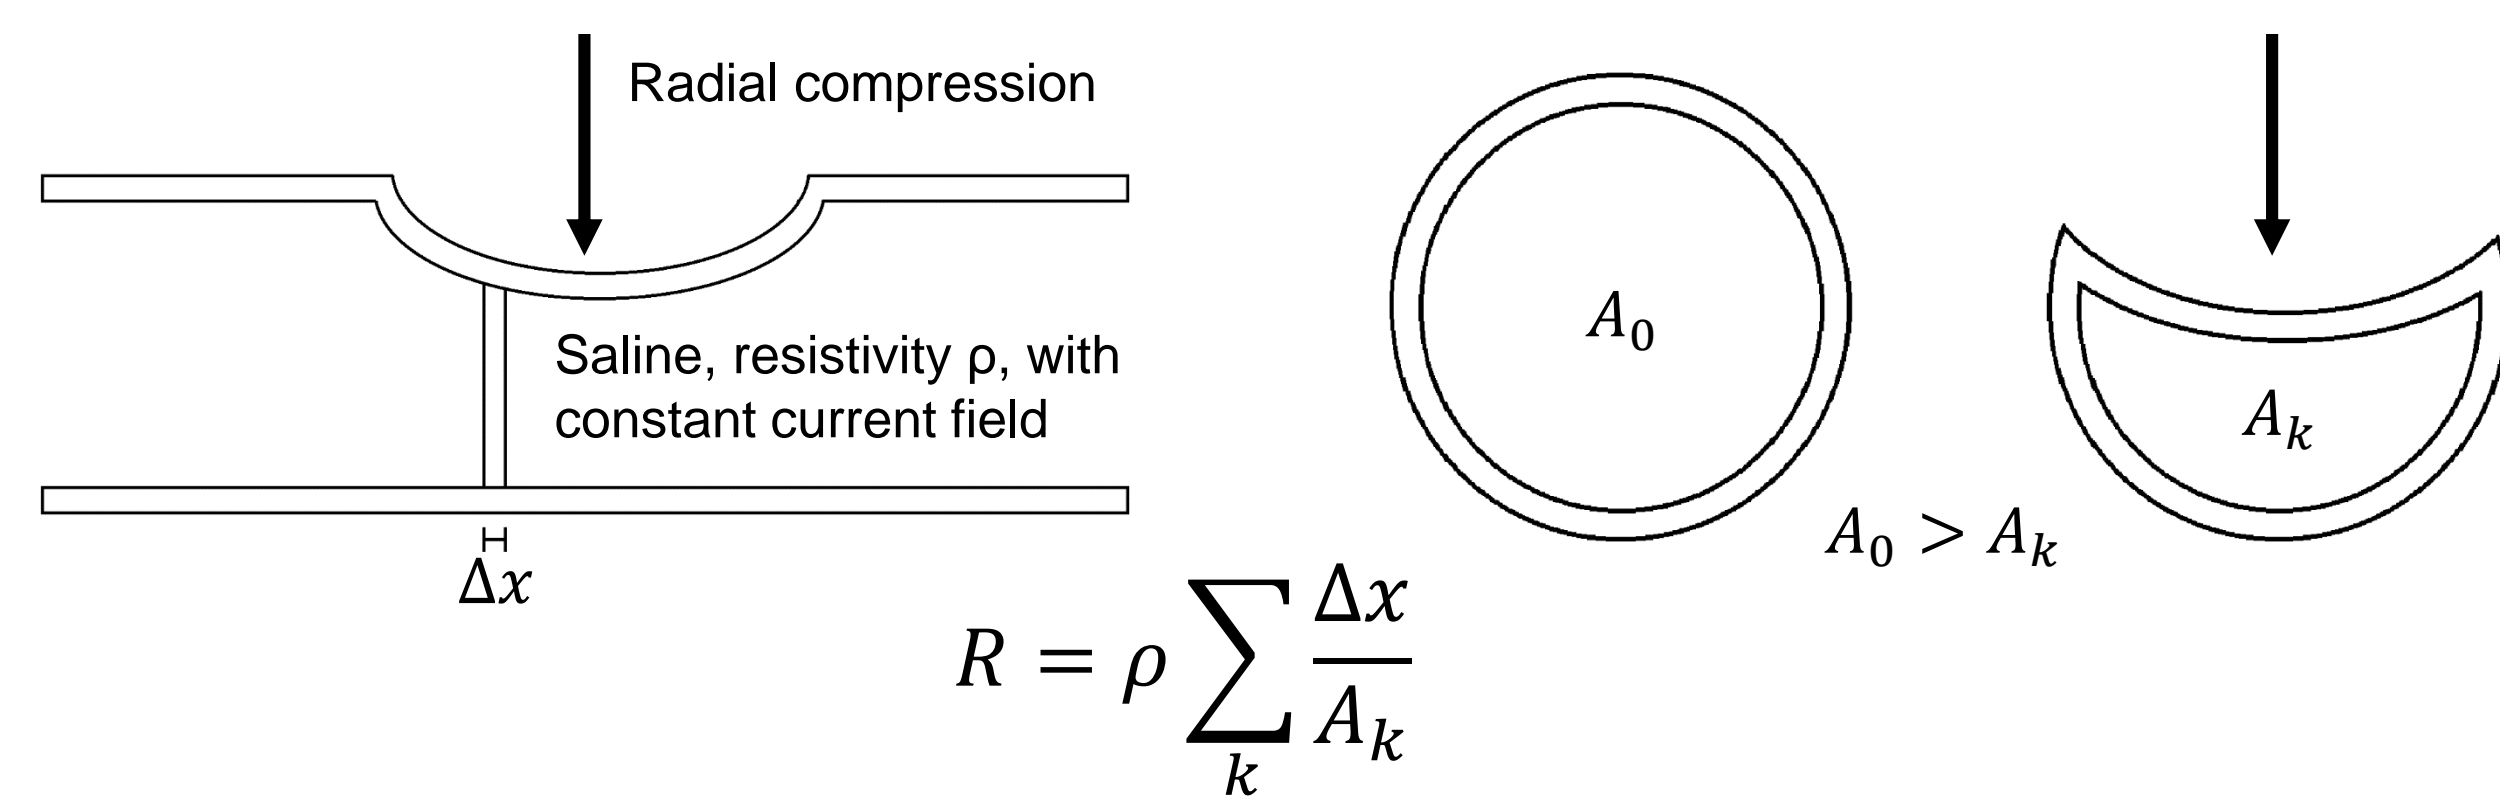 Radial compression
Saline, resistivity ρ, with
constant current field
Δx
A₀
Aₖ
A₀ > Aₖ
R = ρ ∑ₖ Δx / Aₖ